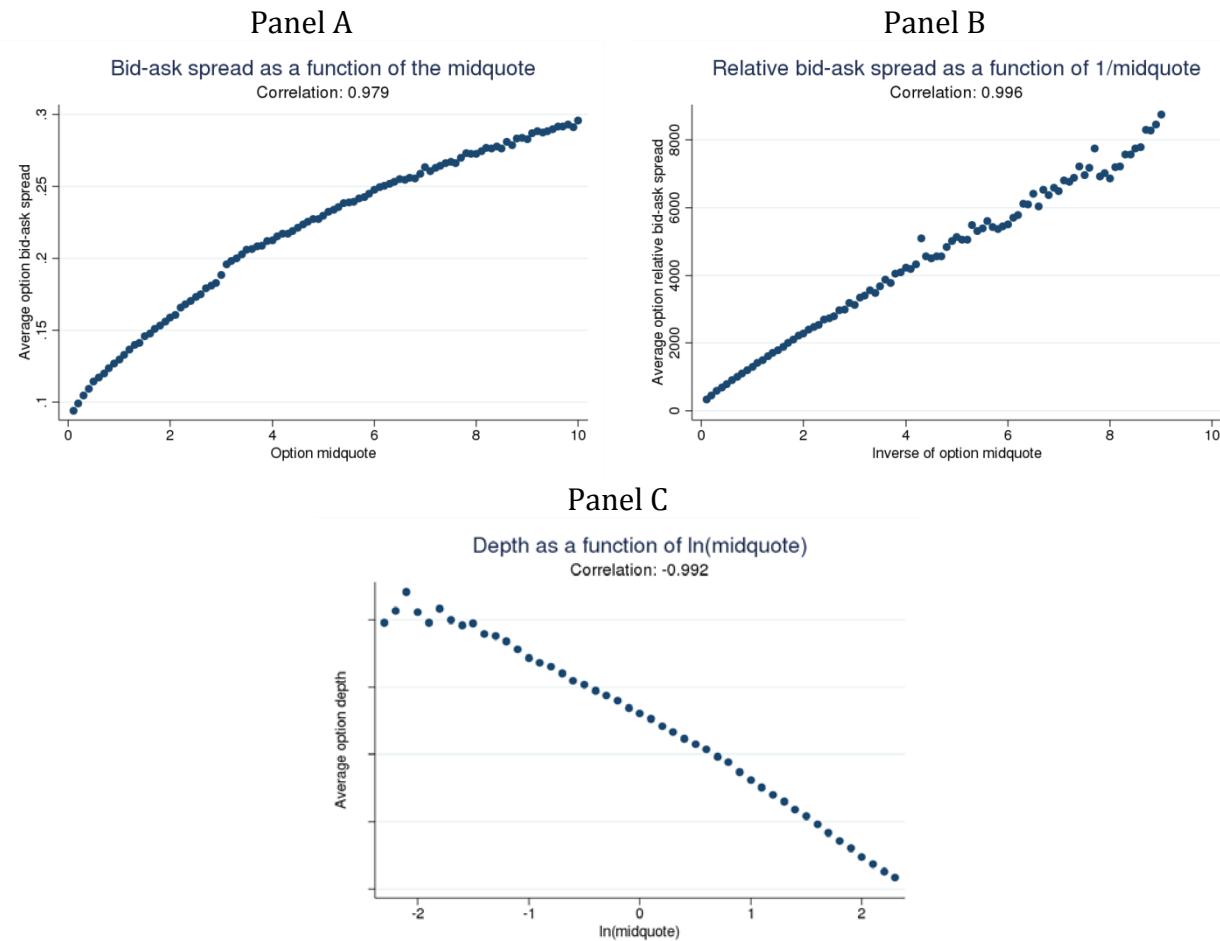 Panel A
Bid-ask spread as a function of the midquote
Correlation: 0.979
Average option bid-ask spread
.3
.25
.2
.15
.1
0 2 4 6 8 10
Option midquote
Panel B
Relative bid-ask spread as a function of 1/midquote
Correlation: 0.996
Average option relative bid-ask spread
8000
6000
4000
2000
0
0 2 4 6 8 10
Inverse of option midquote
Panel C
Depth as a function of ln(midquote)
Correlation: -0.992
Average option depth
-2 -1 0 1 2
ln(midquote)